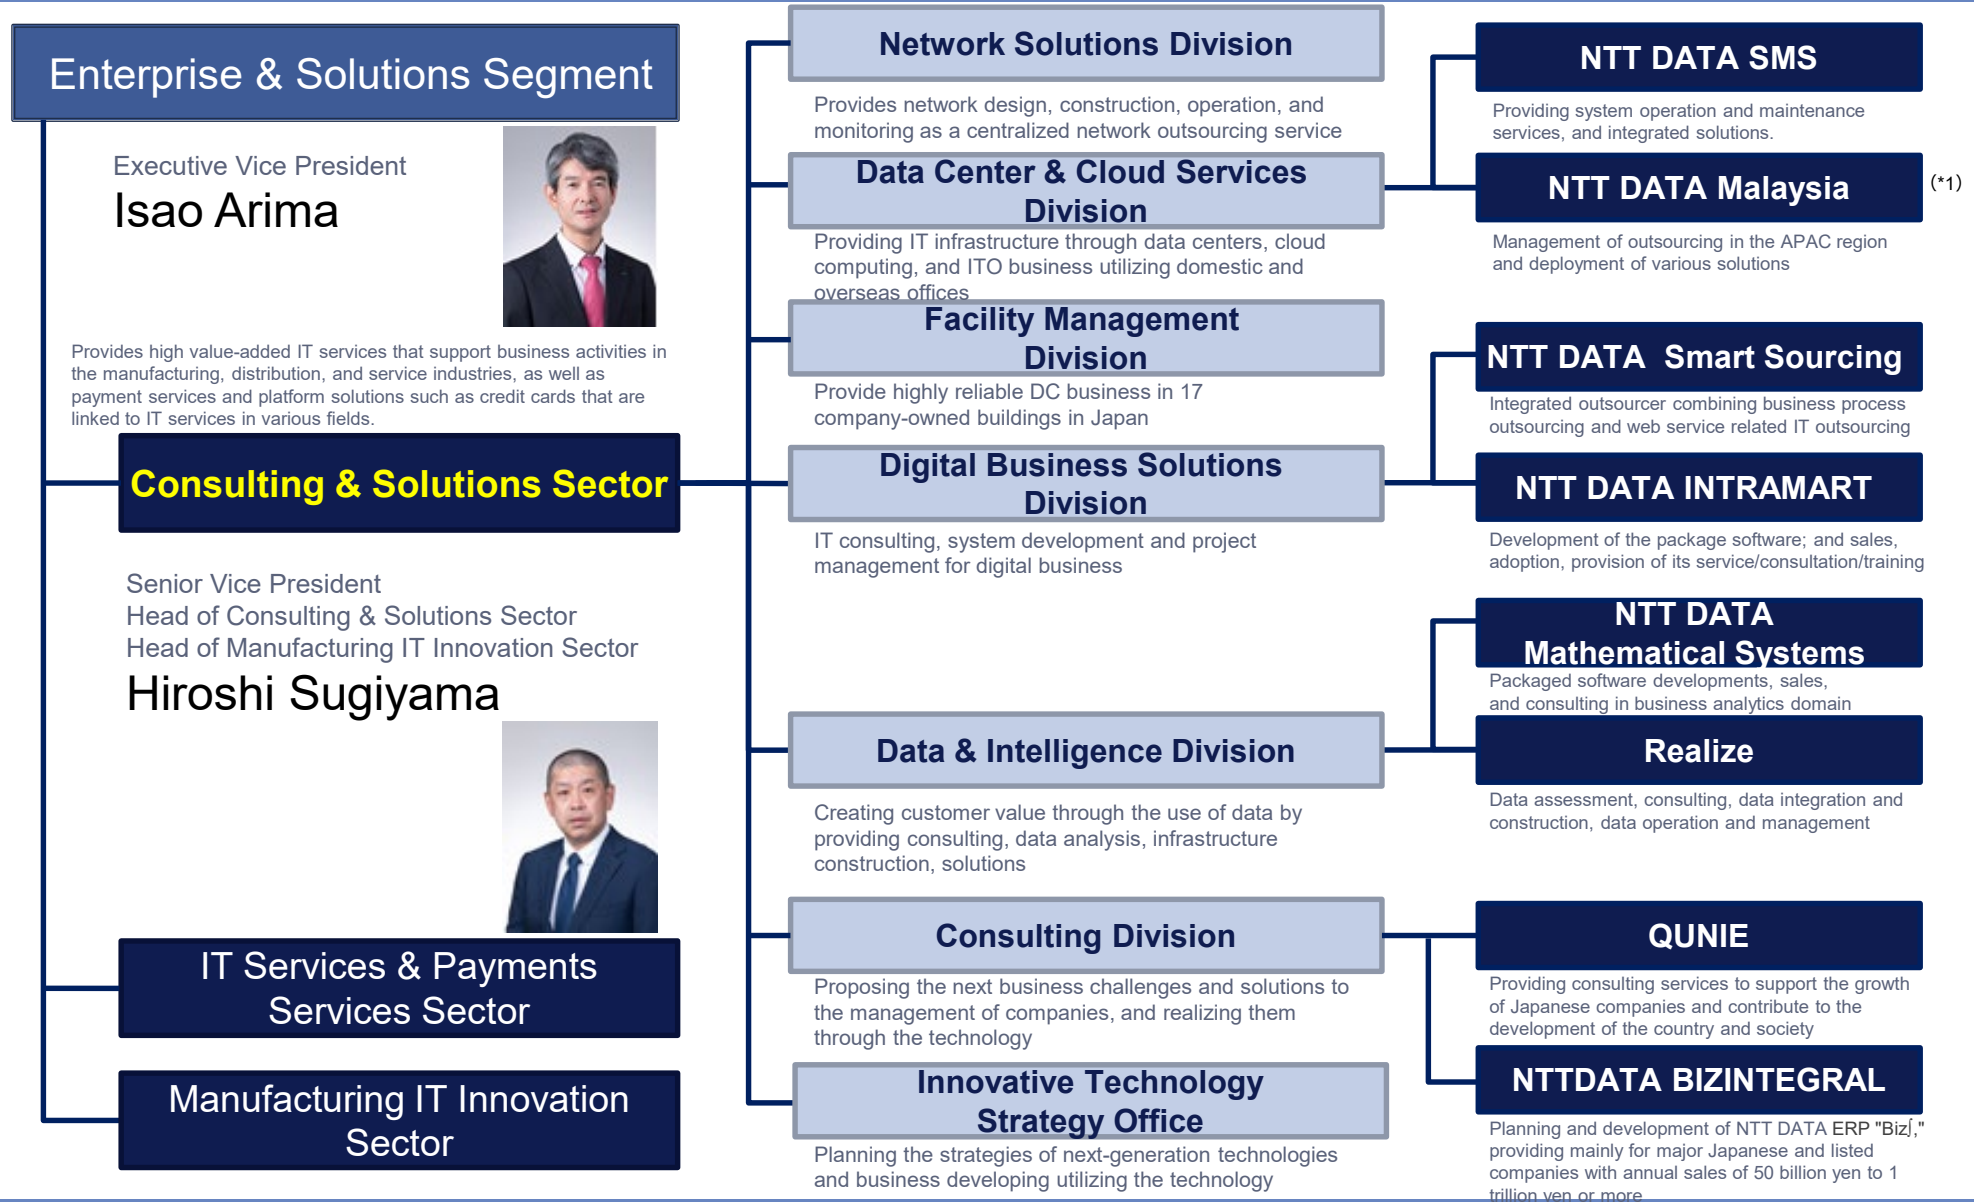 Enterprise & Solutions Segment
Executive Vice President
Isao Arima
Provides high value-added IT services that support business activities in
the manufacturing, distribution, and service industries, as well as
payment services and platform solutions such as credit cards that are
linked to IT services in various fields.
Consulting & Solutions Sector
Senior Vice President
Head of Consulting & Solutions Sector
Head of Manufacturing IT Innovation Sector
Hiroshi Sugiyama
IT Services & Payments
Services Sector
Manufacturing IT Innovation
Sector
Network Solutions Division
Provides network design, construction, operation, and
monitoring as a centralized network outsourcing service
Data Center & Cloud Services
Division
Providing IT infrastructure through data centers, cloud
computing, and ITO business utilizing domestic and
overseas offices
Facility Management
Division
Provide highly reliable DC business in 17
company-owned buildings in Japan
Digital Business Solutions
Division
IT consulting, system development and project
management for digital business
Data & Intelligence Division
Creating customer value through the use of data by
providing consulting, data analysis, infrastructure
construction, solutions
Consulting Division
Proposing the next business challenges and solutions to
the management of companies, and realizing them
through the technology
Innovative Technology
Strategy Office
Planning the strategies of next-generation technologies
and business developing utilizing the technology
NTT DATA SMS
Providing system operation and maintenance
services, and integrated solutions.
NTT DATA Malaysia
(*1)
Management of outsourcing in the APAC region
and deployment of various solutions
NTT DATA Smart Sourcing
Integrated outsourcer combining business process
outsourcing and web service related IT outsourcing
NTT DATA INTRAMART
Development of the package software; and sales,
adoption, provision of its service/consultation/training
NTT DATA
Mathematical Systems
Packaged software developments, sales,
and consulting in business analytics domain
Realize
Data assessment, consulting, data integration and
construction, data operation and management
QUNIE
Providing consulting services to support the growth
of Japanese companies and contribute to the
development of the country and society
NTTDATA BIZINTEGRAL
Planning and development of NTT DATA ERP "Biz∫,"
providing mainly for major Japanese and listed
companies with annual sales of 50 billion yen to 1
trillion yen or more